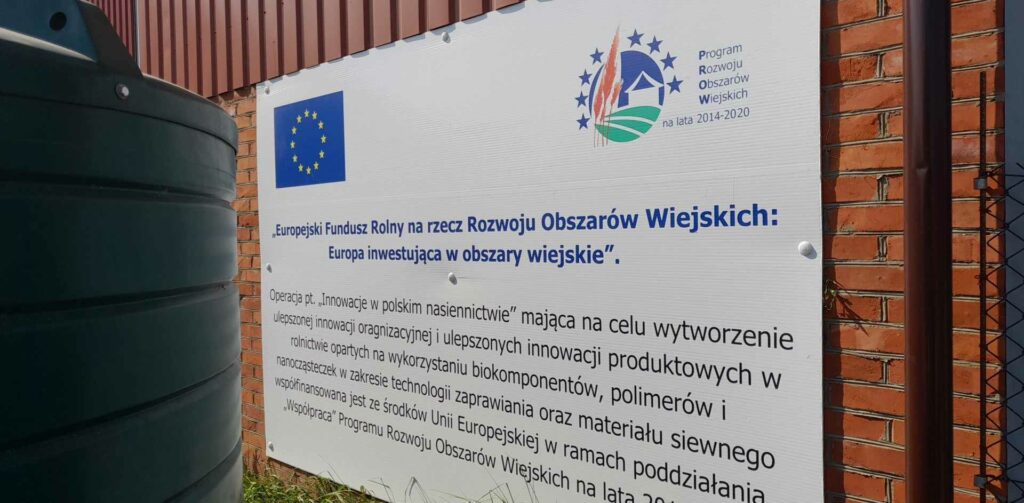 Program
Rozwoju
Obszarów
Wiejskich
na lata 2014-2020
„Europejski Fundusz Rolny na rzecz Rozwoju Obszarów Wiejskich:
Europa inwestująca w obszary wiejskie”.
Operacja pt. „Innowacje w polskim nasiennictwie” mająca na celu wytworzenie
ulepszonej innowacji oragnizacyjnej i ulepszonych innowacji produktowych w
rolnictwie opartych na wykorzystaniu biokomponentów, polimerów i
nanocząsteczek w zakresie technologii zaprawiania oraz materiału siewnego
współfinansowana jest ze środków Unii Europejskiej w ramach poddziałania
„Współpraca” Programu Rozwoju Obszarów Wiejskich na lata